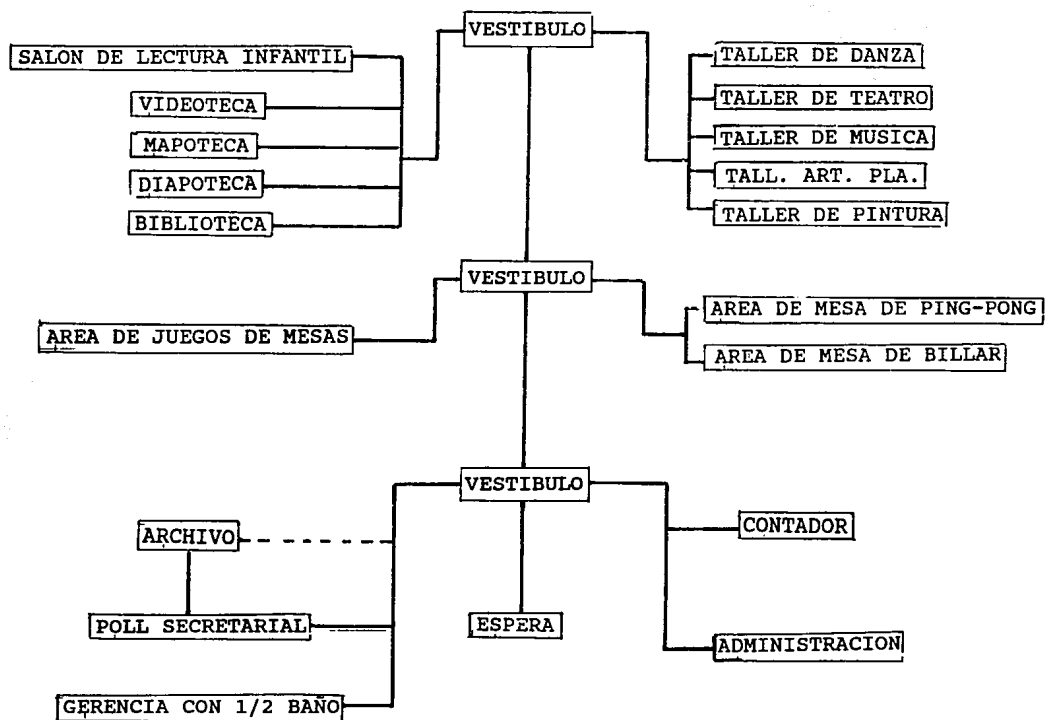 VESTIBULO
SALON DE LECTURA INFANTIL
VIDEOTECA
MAPOTECA
DIAPOTECA
BIBLIOTECA
TALLER DE DANZA
TALLER DE TEATRO
TALLER DE MUSICA
TALL. ART. PLA.
TALLER DE PINTURA
VESTIBULO
AREA DE JUEGOS DE MESAS
AREA DE MESA DE PING-PONG
AREA DE MESA DE BILLAR
VESTIBULO
ARCHIVO
POLL SECRETARIAL
GERENCIA CON 1/2 BAÑO
ESPERA
CONTADOR
ADMINISTRACION